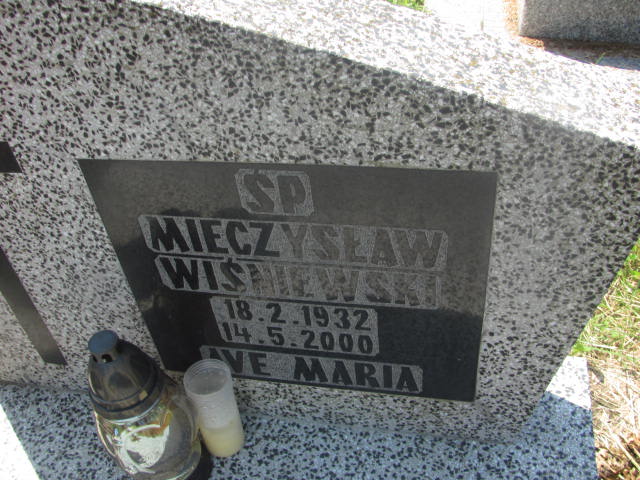 ŚP
MIECZYSŁAW
WIŚNIEWSKI
18.2.1932
14.5.2000
AVE MARIA